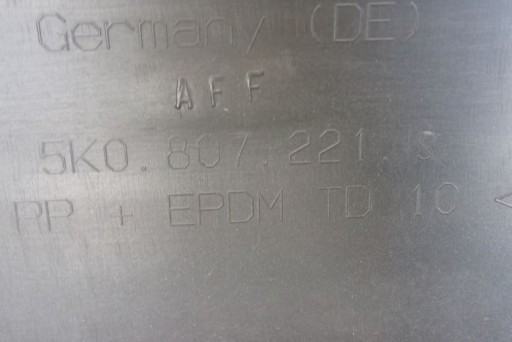 Germany (DE)
AFF
5K0.807.221.
PP + EPDM TD 10 <